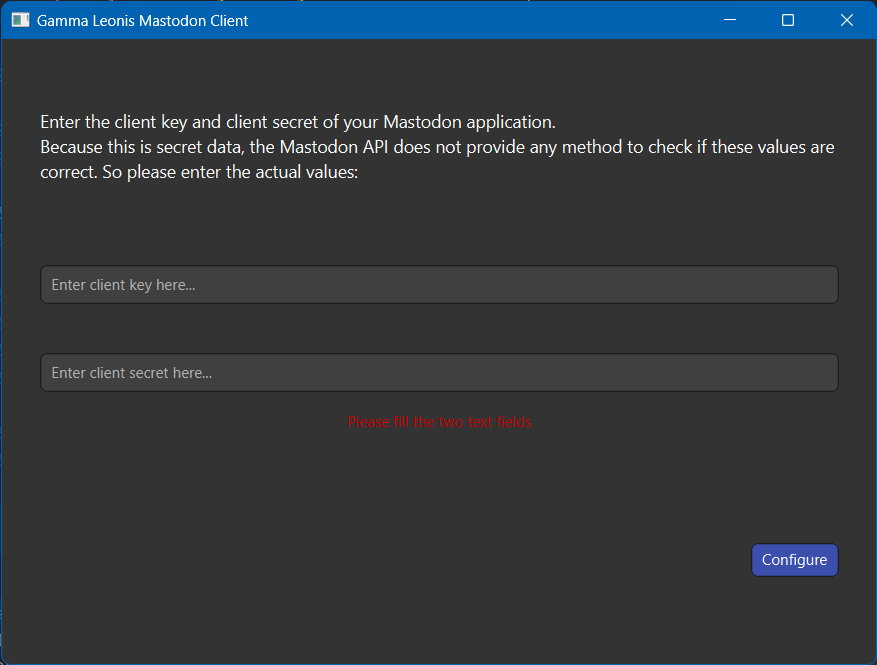 Gamma Leonis Mastodon Client
Enter the client key and client secret of your Mastodon application.
Because this is secret data, the Mastodon API does not provide any method to check if these values are
correct. So please enter the actual values:
Enter client key here...
Enter client secret here...
Please fill the two text fields
Configure